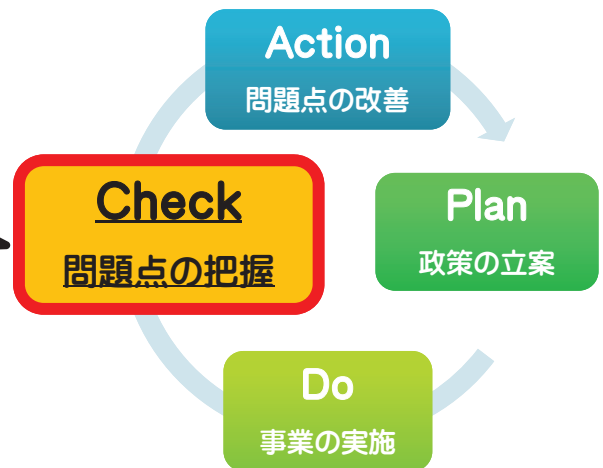 Action
問題点の改善
Check
問題点の把握
Plan
政策の立案
Do
事業の実施